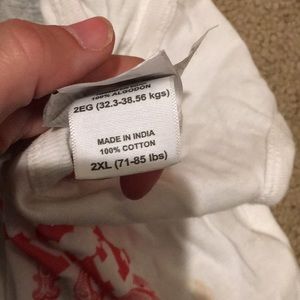 100% ALGODON
2EG (32.3-38.56 kgs)
MADE IN INDIA
100% COTTON
2XL (71-85 lbs)